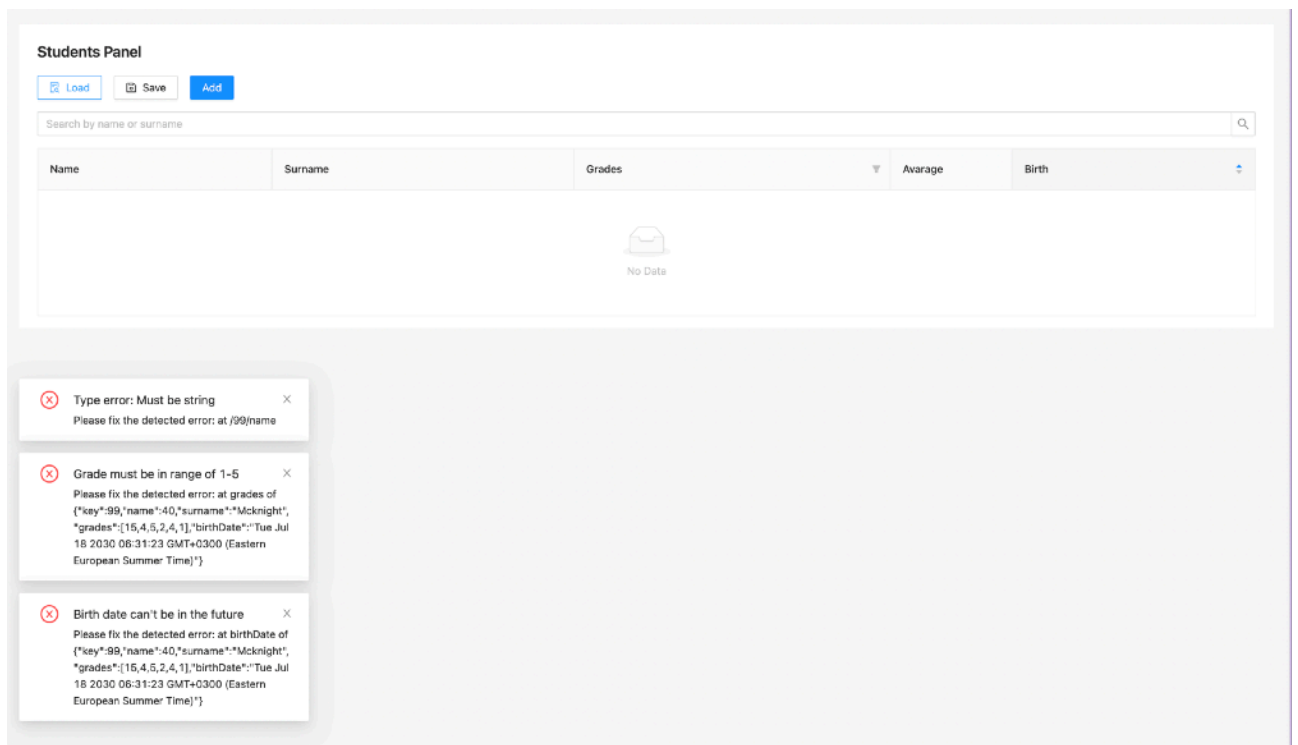 Students Panel
Load Save Add
Search by name or surname
Name Surname Grades Avarage Birth
No Data
Type error: Must be string
Please fix the detected error: at /99/name
Grade must be in range of 1-5
Please fix the detected error: at grades of
{"key":99,"name":40,"surname":"Mcknight",
"grades":[15,4,5,2,4,1],"birthDate":"Tue Jul
18 2030 06:31:23 GMT+0300 (Eastern
European Summer Time)"}
Birth date can't be in the future
Please fix the detected error: at birthDate of
{"key":99,"name":40,"surname":"Mcknight",
"grades":[15,4,5,2,4,1],"birthDate":"Tue Jul
18 2030 06:31:23 GMT+0300 (Eastern
European Summer Time)"}